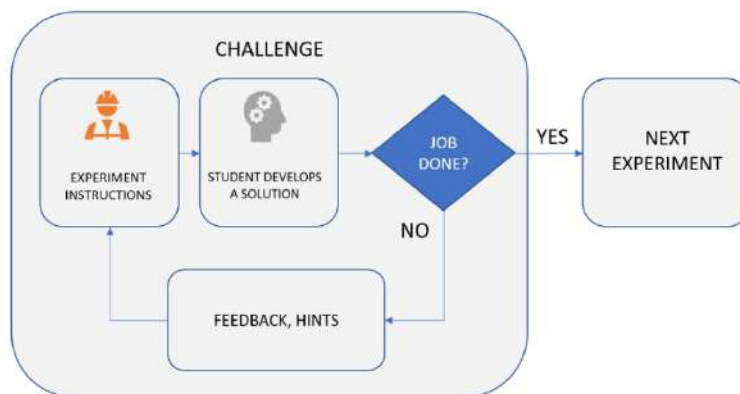 CHALLENGE
EXPERIMENT
INSTRUCTIONS
STUDENT DEVELOPS
A SOLUTION
JOB
DONE?
YES
NEXT
EXPERIMENT
NO
FEEDBACK, HINTS